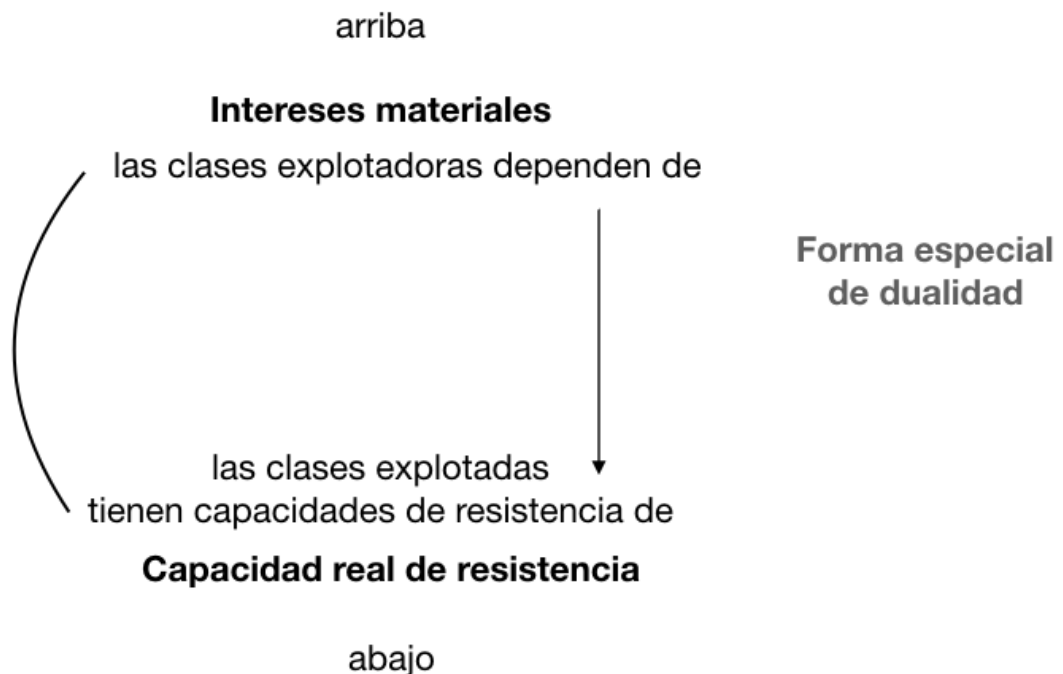 arriba
Intereses materiales
las clases explotadoras dependen de
Forma especial
de dualidad
las clases explotadas
tienen capacidades de resistencia de
Capacidad real de resistencia
abajo